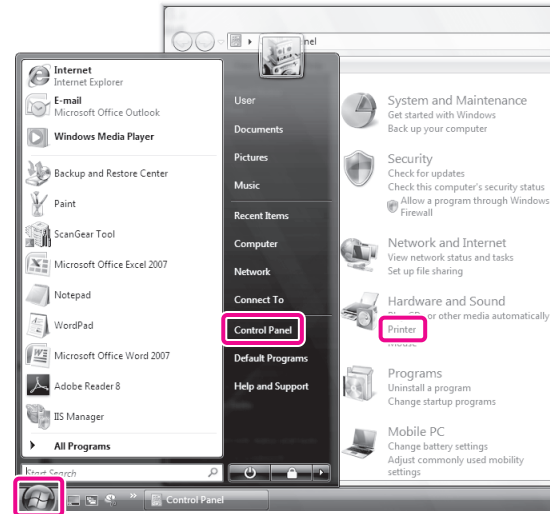 nel
Internet
Internet Explorer
E-mail
Microsoft Office Outlook
Windows Media Player
Backup and Restore Center
Paint
ScanGear Tool
Microsoft Office Excel 2007
Notepad
WordPad
Microsoft Office Word 2007
Adobe Reader 8
IIS Manager
All Programs
Start Search
User
Documents
Pictures
Music
Recent Items
Computer
Network
Connect To
Control Panel
Default Programs
Help and Support
System and Maintenance
Get started with Windows
Back up your computer
Security
Check for updates
Check this computer's security status
Allow a program through Windows
Firewall
Network and Internet
View network status and tasks
Set up file sharing
Hardware and Sound
or other media automatically
Printer
Mouse
Programs
Uninstall a program
Change startup programs
Mobile PC
Change battery settings
Adjust commonly used mobility
settings
Control Panel